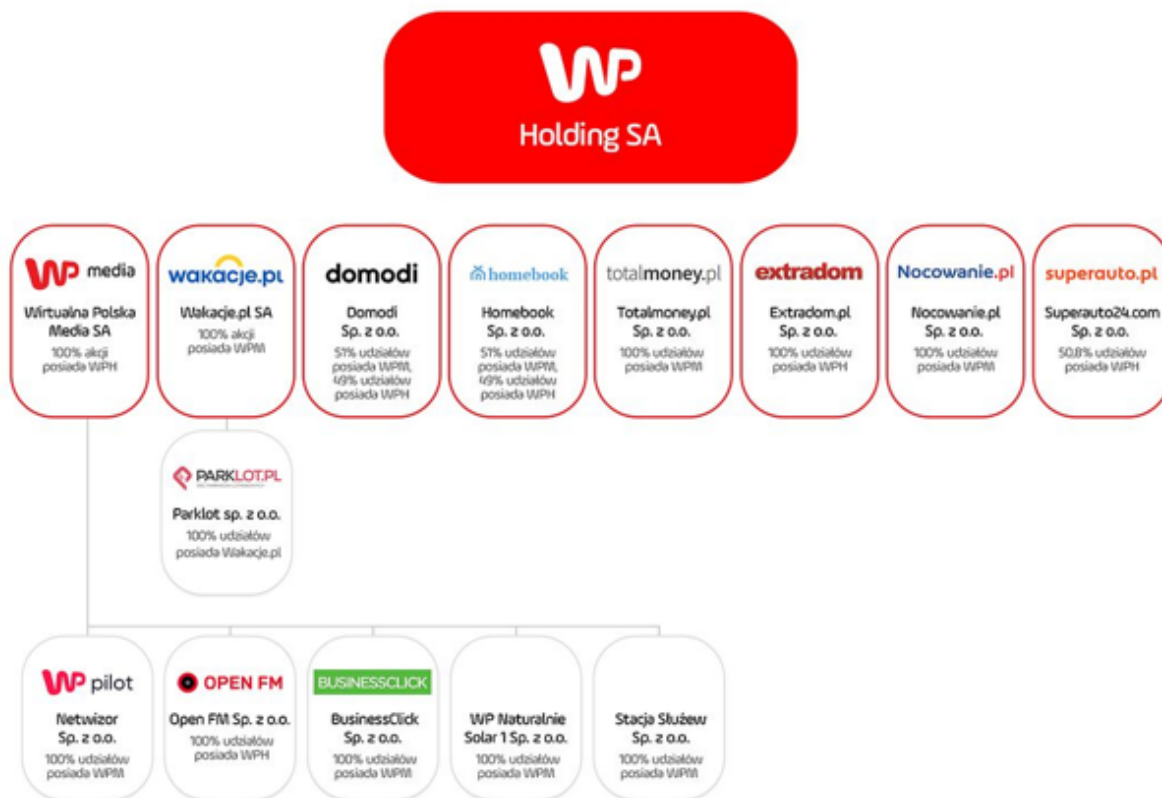 WP
Holding SA
WP media
Wirtualna Polska
Media SA
100% akcji
posiada WPH
wakacje.pl
Wakacje.pl SA
100% akcji
posiada WPM
domodi
Domodi
Sp. z o.o.
51% udziałów
posiada WPM,
49% udziałów
posiada WPH
homebook
Homebook
Sp. z o.o.
51% udziałów
posiada WPM,
49% udziałów
posiada WPH
totalmoney.pl
Totalmoney.pl
Sp. z o.o.
100% udziałów
posiada WPM
extradom
Extradom.pl
Sp. z o.o.
100% udziałów
posiada WPH
Nocowanie.pl
Nocowanie.pl
Sp. z o.o.
100% udziałów
posiada WPM
superauto.pl
Superauto24.com
Sp. z o.o.
50,8% udziałów
posiada WPH
PARKLOT.PL
Parklot sp. z o.o.
100% udziałów
posiada Wakacje.pl
WP pilot
Netwizor
Sp. z o.o.
100% udziałów
posiada WPM
OPEN FM
Open FM Sp. z o.o.
100% udziałów
posiada WPH
BUSINESSCLICK
BusinessClick
Sp. z o.o.
100% udziałów
posiada WPM
WP Naturalnie
Solar 1 Sp. z o.o.
100% udziałów
posiada WPM
Stacja Służew
Sp. z o.o.
100% udziałów
posiada WPM